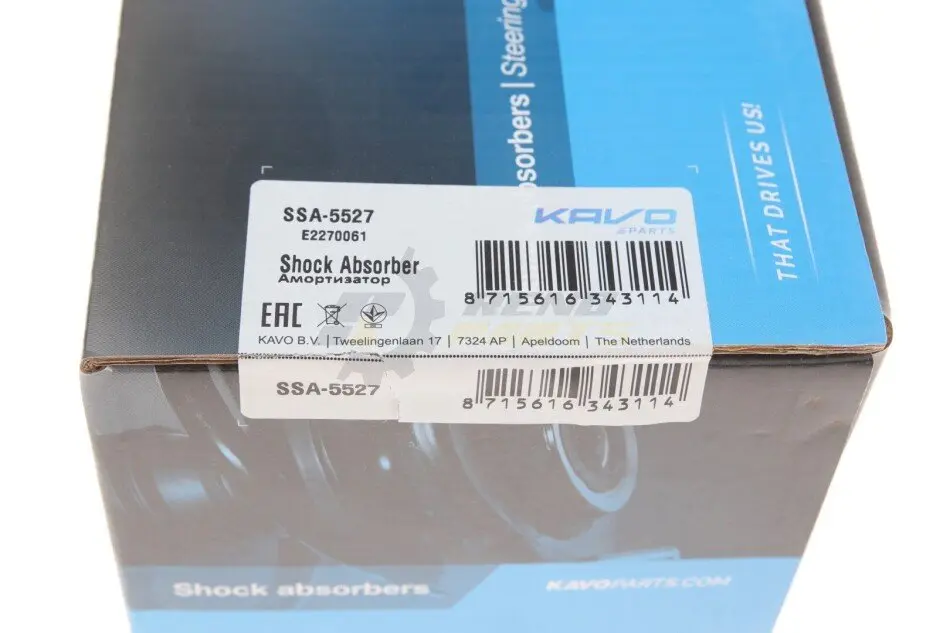 sorbers | Steering
THAT DRIVES US!
SSA-5527
E2270061
KAVO
PARTS
Shock Absorber
Амортизатор
8 715616 343114
EAC
KAVO B.V. | Tweelingenlaan 17 | 7324 AP | Apeldoorn | The Netherlands
SSA-5527
8 715616 343114
Shock absorbers
KAVOPARTS.COM